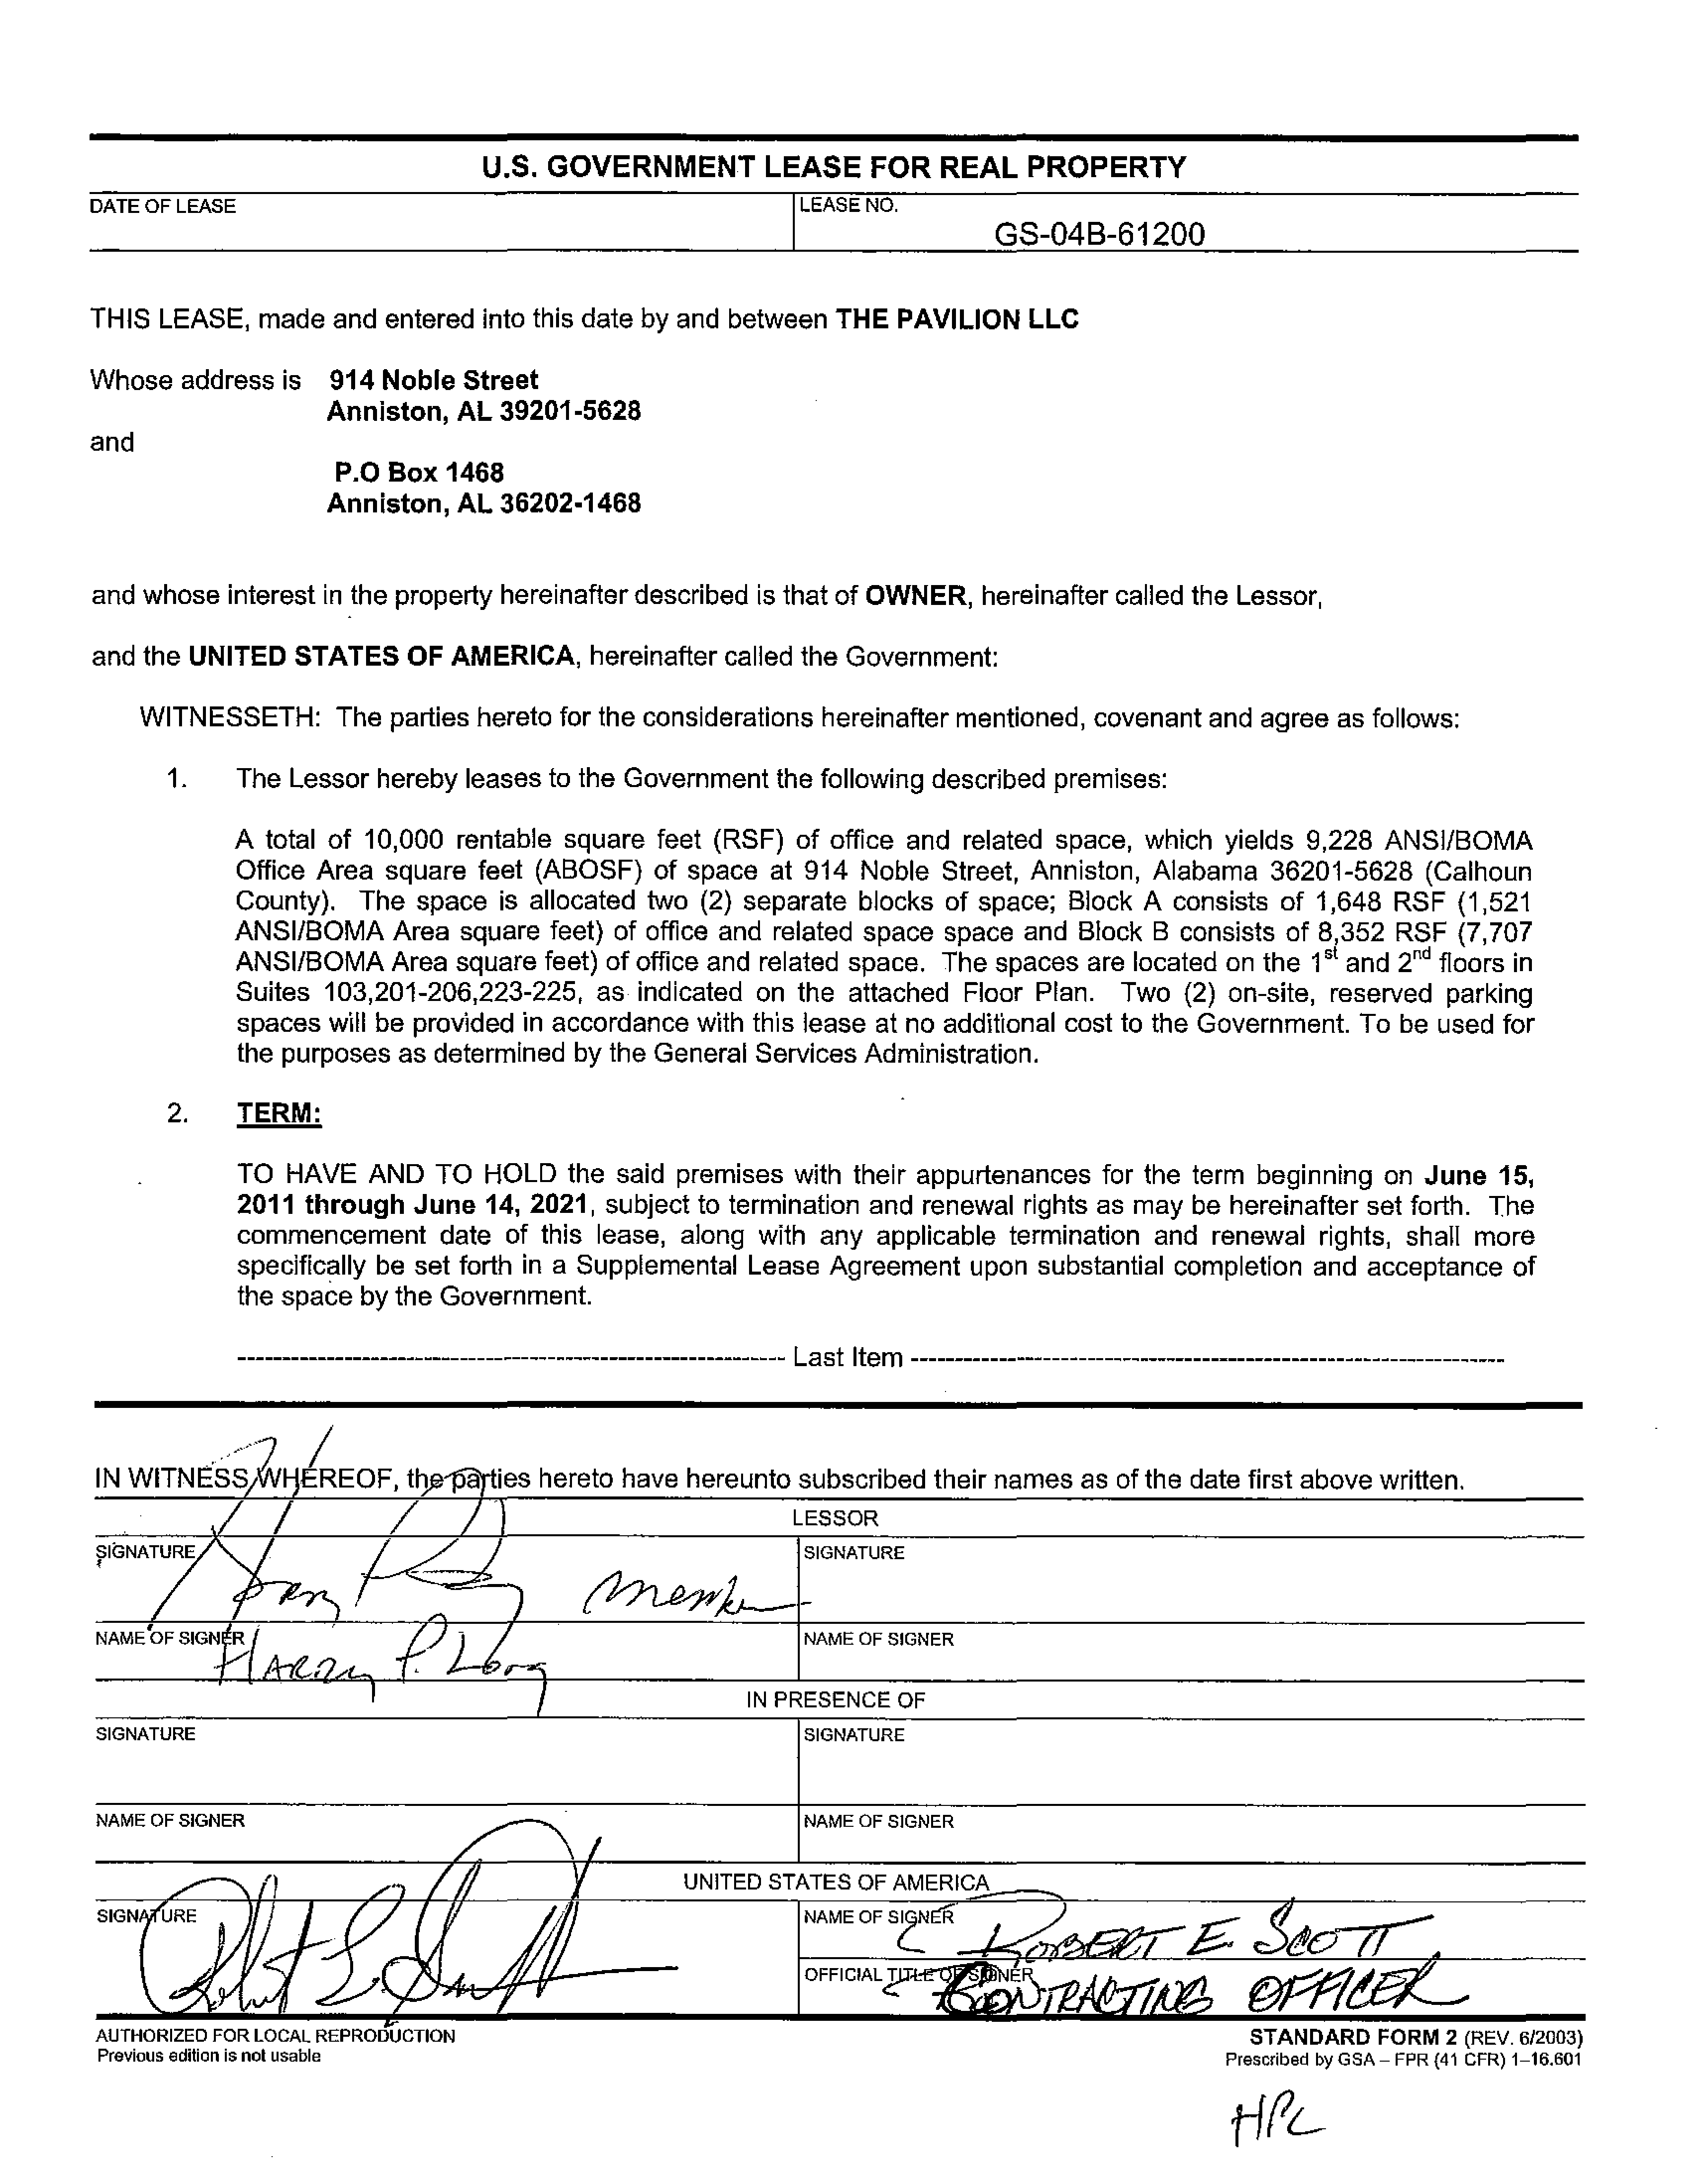 U.S. GOVERNMENT LEASE FOR REAL PROPERTY
DATE OF LEASE
LEASE NO.
GS-04B-61200
THIS LEASE, made and entered into this date by and between THE PAVILION LLC
Whose address is 914 Noble Street
Anniston, AL 39201-5628
and
P.O Box 1468
Anniston, AL 36202-1468
and whose interest in the property hereinafter described is that of OWNER, hereinafter called the Lessor,
and the UNITED STATES OF AMERICA, hereinafter called the Government:
WITNESSETH: The parties hereto for the considerations hereinafter mentioned, covenant and agree as follows:
1. The Lessor hereby leases to the Government the following described premises:
A total of 10,000 rentable square feet (RSF) of office and related space, which yields 9,228 ANSI/BOMA
Office Area square feet (ABOSF) of space at 914 Noble Street, Anniston, Alabama 36201-5628 (Calhoun
County). The space is allocated two (2) separate blocks of space; Block A consists of 1,648 RSF (1,521
ANSI/BOMA Area square feet) of office and related space space and Block B consists of 8,352 RSF (7,707
ANSI/BOMA Area square feet) of office and related space. The spaces are located on the 1st and 2nd floors in
Suites 103,201-206,223-225, as indicated on the attached Floor Plan. Two (2) on-site, reserved parking
spaces will be provided in accordance with this lease at no additional cost to the Government. To be used for
the purposes as determined by the General Services Administration.
2. TERM:
TO HAVE AND TO HOLD the said premises with their appurtenances for the term beginning on June 15,
2011 through June 14, 2021, subject to termination and renewal rights as may be hereinafter set forth. The
commencement date of this lease, along with any applicable termination and renewal rights, shall more
specifically be set forth in a Supplemental Lease Agreement upon substantial completion and acceptance of
the space by the Government.
Last Item
IN WITNESS WHEREOF, the parties hereto have hereunto subscribed their names as of the date first above written.
LESSOR
SIGNATURE
Member
SIGNATURE
NAME OF SIGNER
Harry P. Long
NAME OF SIGNER
IN PRESENCE OF
SIGNATURE
SIGNATURE
NAME OF SIGNER
NAME OF SIGNER
UNITED STATES OF AMERICA
SIGNATURE
Robert E. Scott
NAME OF SIGNER
ROBERT E. SCOTT
OFFICIAL TITLE OF SIGNER
CONTRACTING OFFICER
AUTHORIZED FOR LOCAL REPRODUCTION
Previous edition is not usable
STANDARD FORM 2 (REV. 6/2003)
Prescribed by GSA – FPR (41 CFR) 1–16.601
HPL